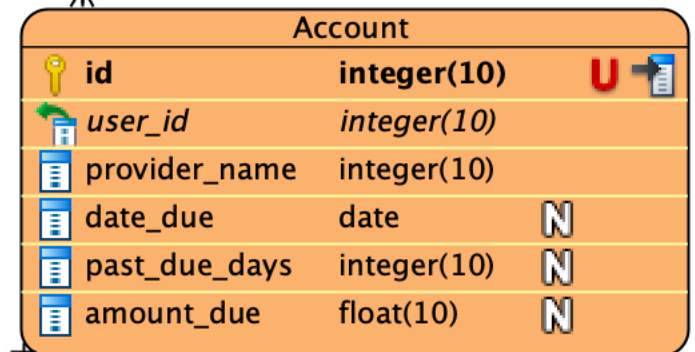 Account
id integer(10) U
user_id integer(10)
provider_name integer(10)
date_due date N
past_due_days integer(10) N
amount_due float(10) N